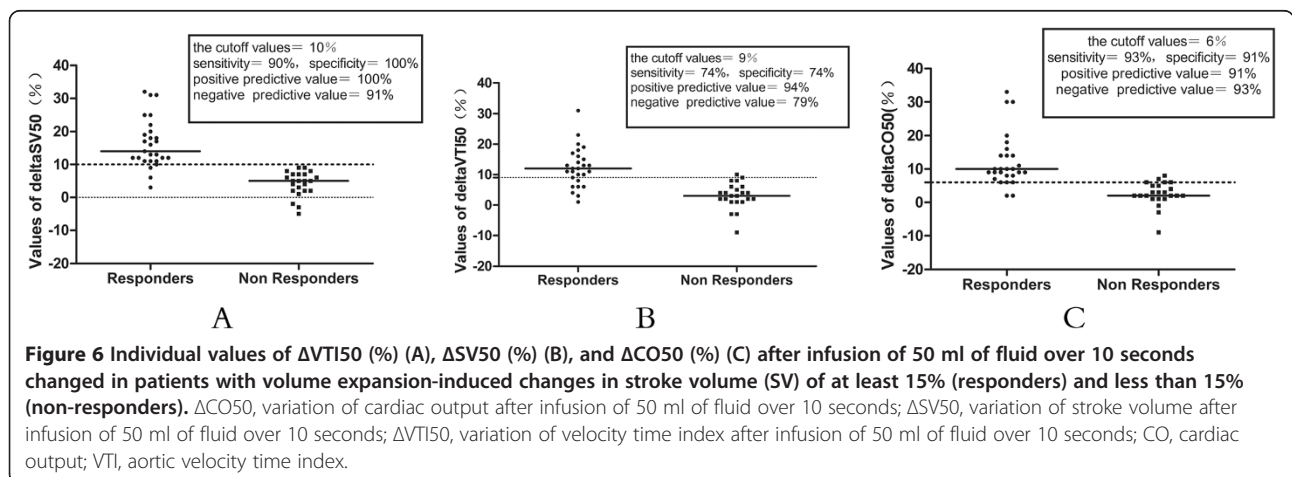 the cutoff values= 10%
sensitivity= 90%, specificity= 100%
positive predictive value= 100%
negative predictive value= 91%
Values of deltaSV50 (%)
40
30
20
10
0
-10
-20
Responders
Non Responders
A
the cutoff values= 9%
sensitivity= 74%, specificity= 74%
positive predictive value= 94%
negative predictive value= 79%
Values of deltaVTI50 (%)
40
30
20
10
0
-10
-20
Responders
Non Responders
B
the cutoff values= 6%
sensitivity= 93%, specificity= 91%
positive predictive value= 91%
negative predictive value= 93%
Values of deltaCO50(%)
40
30
20
10
0
-10
-20
Responders
Non Responders
C
Figure 6 Individual values of ΔVTI50 (%) (A), ΔSV50 (%) (B), and ΔCO50 (%) (C) after infusion of 50 ml of fluid over 10 seconds
changed in patients with volume expansion-induced changes in stroke volume (SV) of at least 15% (responders) and less than 15%
(non-responders). ΔCO50, variation of cardiac output after infusion of 50 ml of fluid over 10 seconds; ΔSV50, variation of stroke volume after
infusion of 50 ml of fluid over 10 seconds; ΔVTI50, variation of velocity time index after infusion of 50 ml of fluid over 10 seconds; CO, cardiac
output; VTI, aortic velocity time index.